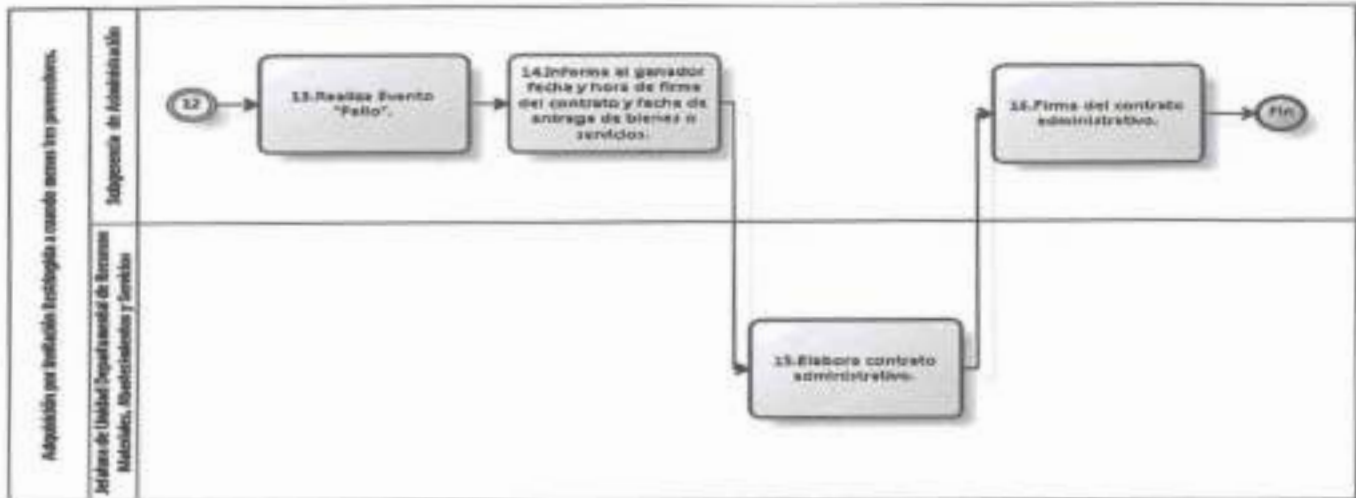 Adquisición por Invitación Restringida a cuando menos tres proveedores.
Subgerencia de Administración
Jefatura de Unidad Departamental de Recursos
Materiales, Abastecimientos y Servicios
12
13.Realiza Evento
"Fallo".
14.Informa al ganador
fecha y hora de firma
del contrato y fecha de
entrega de bienes o
servicios.
15.Elabora contrato
administrativo.
16.Firma del contrato
administrativo.
Fin